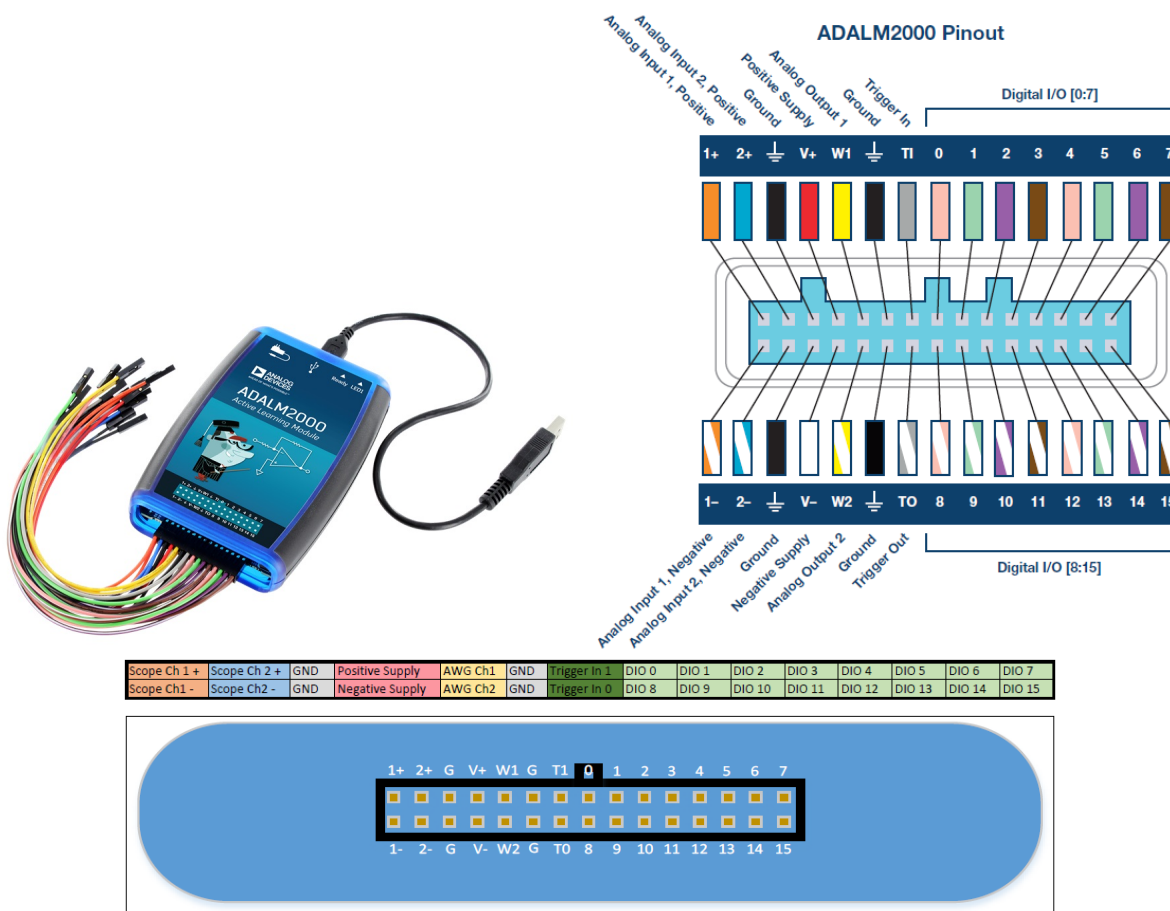 ADALM2000 Pinout
Analog Input 1, Positive
Analog Input 2, Positive
Ground
Positive Supply
Analog Output 1
Ground
Trigger In
Digital I/O [0:7]
1+ 2+ V+ W1 TI 0 1 2 3 4 5 6 7
1− 2− V− W2 TO 8 9 10 11 12 13 14 15
Analog Input 1, Negative
Analog Input 2, Negative
Ground
Negative Supply
Analog Output 2
Ground
Trigger Out
Digital I/O [8:15]
Ready LED1
ANALOG
DEVICES
ADALM2000
Active Learning Module
Scope Ch 1 + Scope Ch 2 + GND Positive Supply AWG Ch1 GND Trigger In 1 DIO 0 DIO 1 DIO 2 DIO 3 DIO 4 DIO 5 DIO 6 DIO 7
Scope Ch1 - Scope Ch2 - GND Negative Supply AWG Ch2 GND Trigger In 0 DIO 8 DIO 9 DIO 10 DIO 11 DIO 12 DIO 13 DIO 14 DIO 15
1+ 2+ G V+ W1 G T1 0 1 2 3 4 5 6 7
1- 2- G V- W2 G T0 8 9 10 11 12 13 14 15